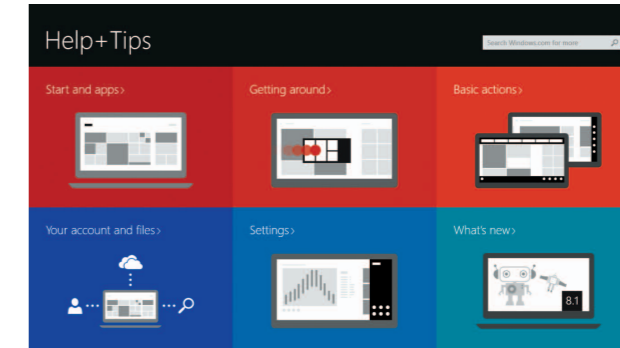 Help+Tips
Search Windows.com for more
Start and apps>
Getting around>
Basic actions>
Your account and files>
Settings>
What's new>
8.1